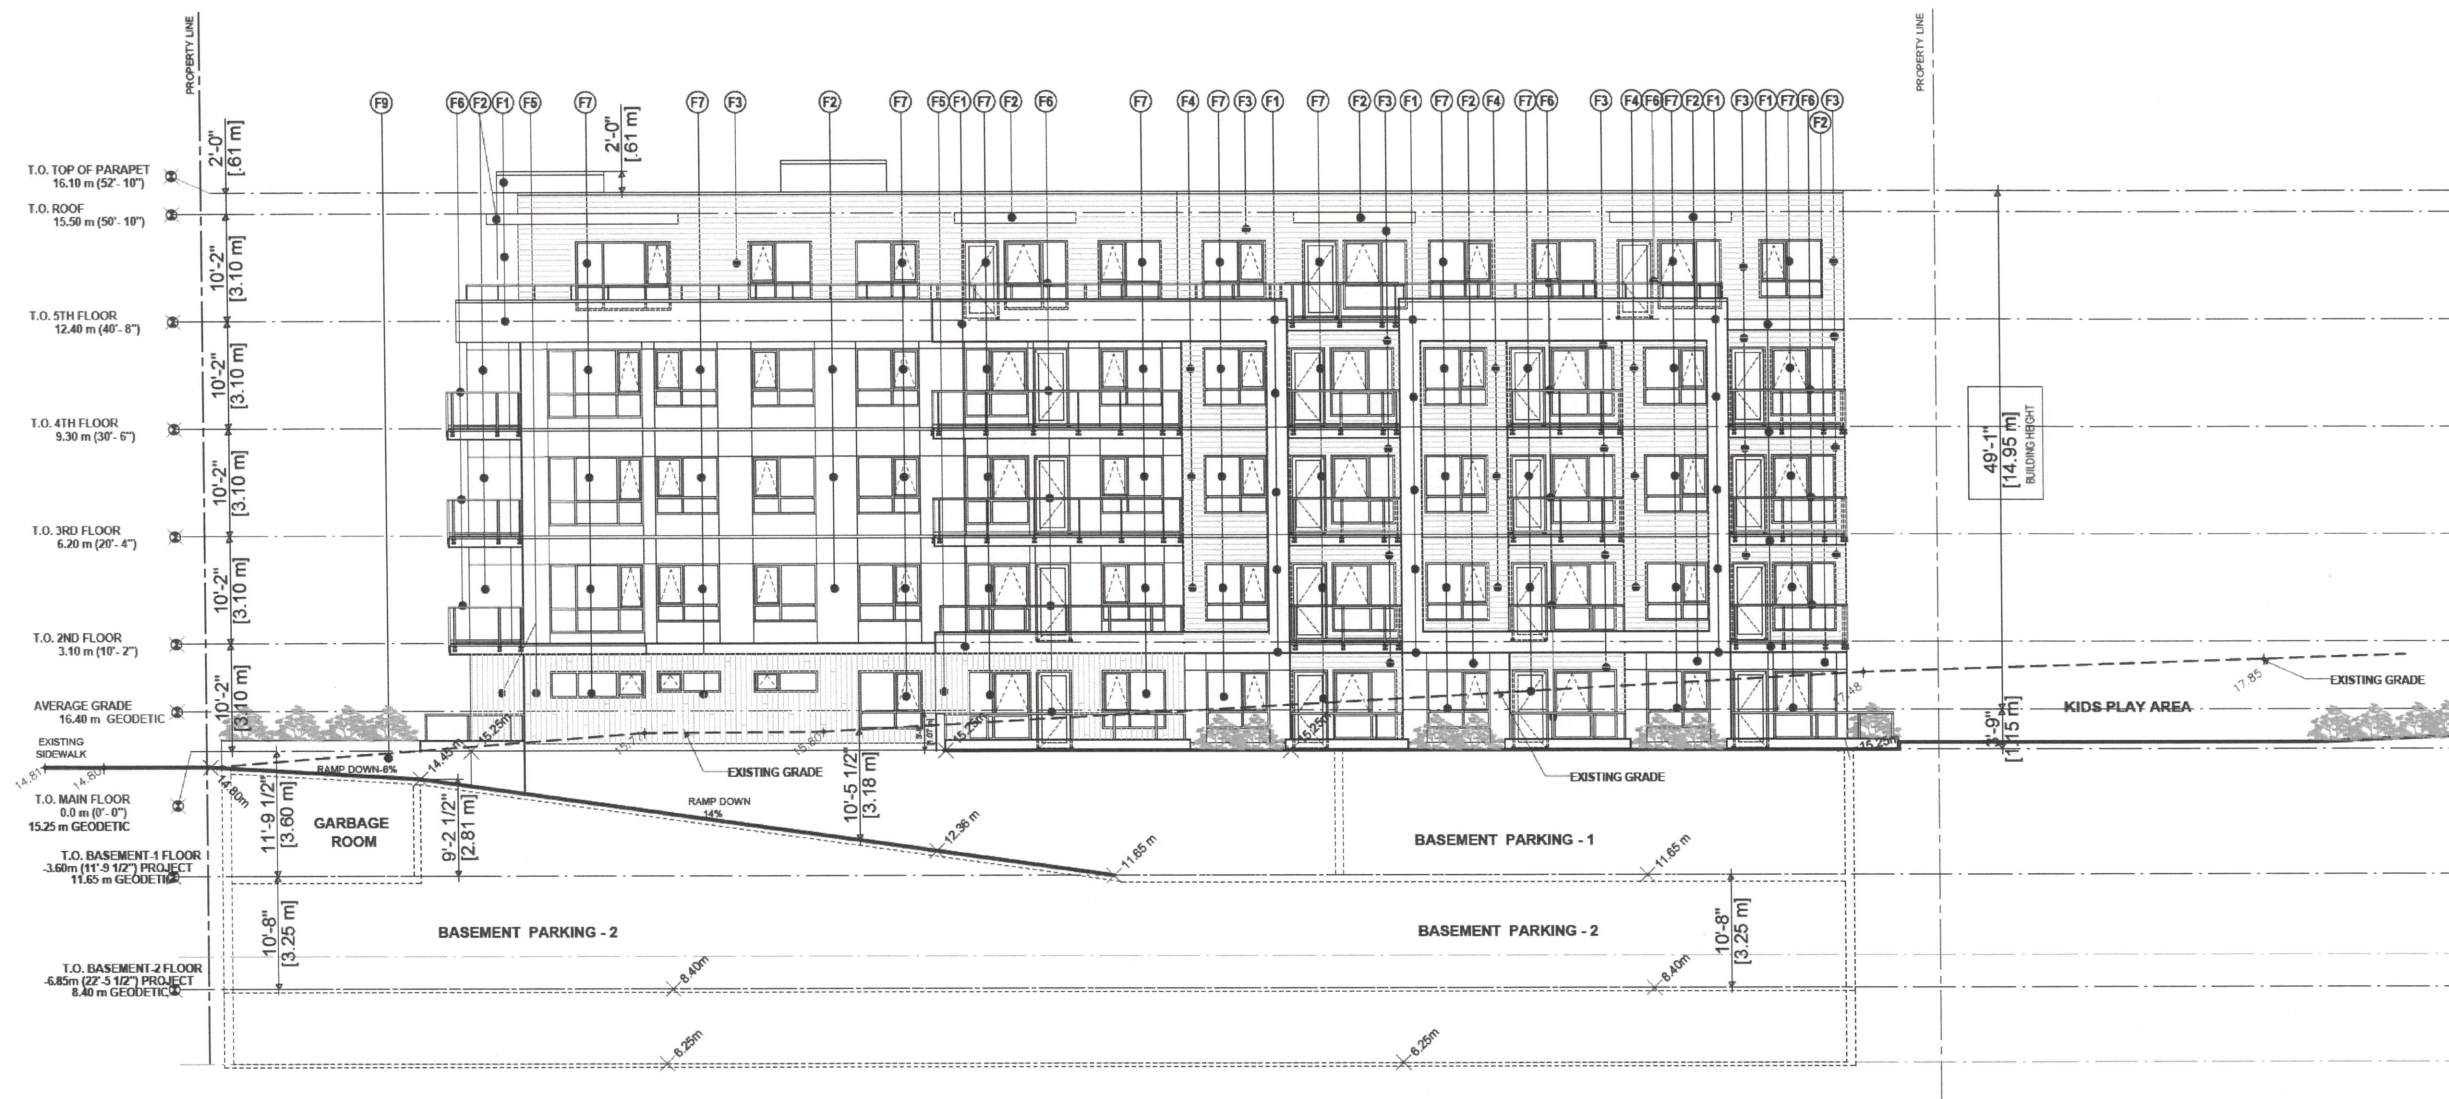 PROPERTY LINE
PROPERTY LINE
F9
F6
F2
F1
F5
F7
F7
F3
F2
F7
F5
F1
F7
F2
F6
F7
F4
F7
F3
F1
F7
F2
F3
F1
F7
F2
F4
F7
F6
F3
F4
F6
F7
F2
F1
F3
F1
F7
F6
F3
F2
2'-0"
[.61 m]
2'-0"
[.61 m]
T.O. TOP OF PARAPET
16.10 m (52'- 10")
T.O. ROOF
15.50 m (50'- 10")
10'-2"
[3.10 m]
T.O. 5TH FLOOR
12.40 m (40'- 8")
10'-2"
[3.10 m]
T.O. 4TH FLOOR
9.30 m (30'- 6")
10'-2"
[3.10 m]
T.O. 3RD FLOOR
6.20 m (20'- 4")
10'-2"
[3.10 m]
T.O. 2ND FLOOR
3.10 m (10'- 2")
10'-2"
[3.10 m]
49'-1"
[14.95 m]
BUILDING HEIGHT
AVERAGE GRADE
16.40 m GEODETIC
EXISTING
SIDEWALK
14.81
14.80
14.80m
RAMP DOWN-6%
14.45 m
15.25m
15.77
15.80
EXISTING GRADE
15.25m
15.25m
EXISTING GRADE
17.48
15.25m
17.85
EXISTING GRADE
KIDS PLAY AREA
3'-9"
[1.15 m]
T.O. MAIN FLOOR
0.0 m (0'- 0")
15.25 m GEODETIC
11'-9 1/2"
[3.60 m]
GARBAGE
ROOM
9'-2 1/2"
[2.81 m]
RAMP DOWN
14%
10'-5 1/2"
[3.18 m]
12.36 m
11.65 m
BASEMENT PARKING - 1
11.65 m
T.O. BASEMENT-1 FLOOR
-3.60m (11'-9 1/2") PROJECT
11.65 m GEODETIC
10'-8"
[3.25 m]
BASEMENT PARKING - 2
BASEMENT PARKING - 2
10'-8"
[3.25 m]
T.O. BASEMENT-2 FLOOR
-6.85m (22'-5 1/2") PROJECT
8.40 m GEODETIC
8.40m
8.40m
6.25m
6.25m